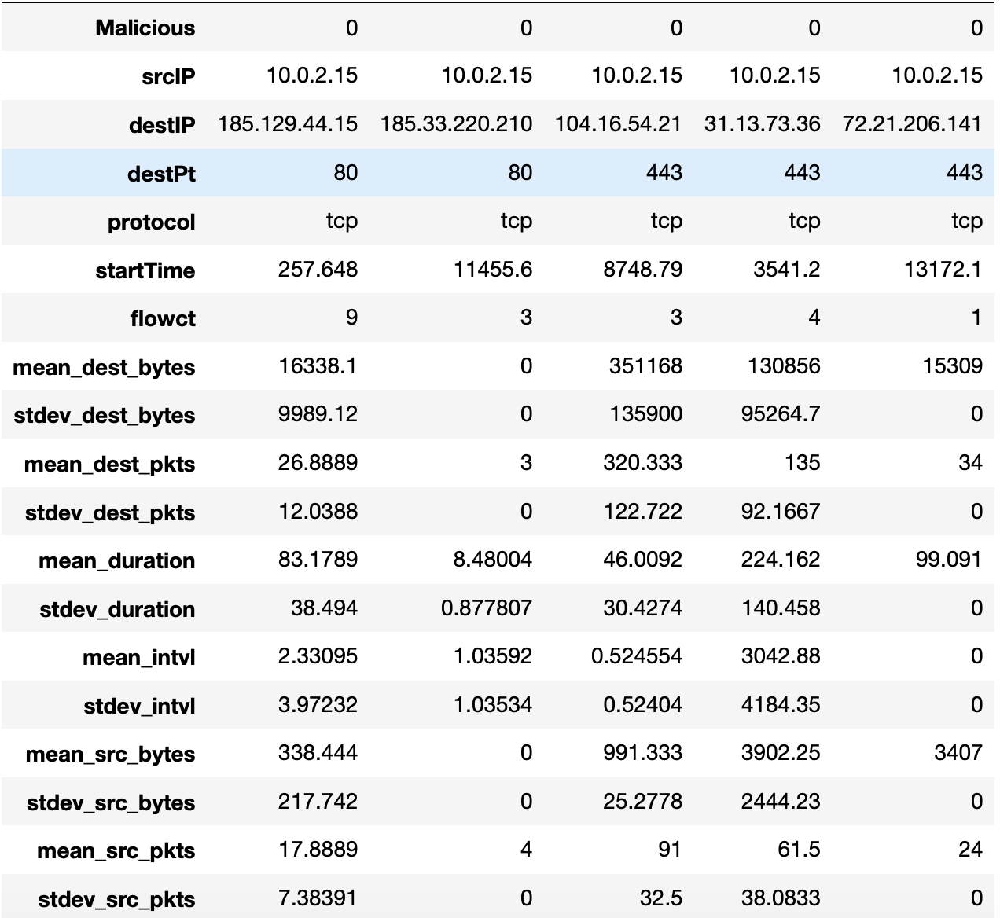 Malicious 0 0 0 0 0
srcIP 10.0.2.15 10.0.2.15 10.0.2.15 10.0.2.15 10.0.2.15
destIP 185.129.44.15 185.33.220.210 104.16.54.21 31.13.73.36 72.21.206.141
destPt 80 80 443 443 443
protocol tcp tcp tcp tcp tcp
startTime 257.648 11455.6 8748.79 3541.2 13172.1
flowct 9 3 3 4 1
mean_dest_bytes 16338.1 0 351168 130856 15309
stdev_dest_bytes 9989.12 0 135900 95264.7 0
mean_dest_pkts 26.8889 3 320.333 135 34
stdev_dest_pkts 12.0388 0 122.722 92.1667 0
mean_duration 83.1789 8.48004 46.0092 224.162 99.091
stdev_duration 38.494 0.877807 30.4274 140.458 0
mean_intvl 2.33095 1.03592 0.524554 3042.88 0
stdev_intvl 3.97232 1.03534 0.52404 4184.35 0
mean_src_bytes 338.444 0 991.333 3902.25 3407
stdev_src_bytes 217.742 0 25.2778 2444.23 0
mean_src_pkts 17.8889 4 91 61.5 24
stdev_src_pkts 7.38391 0 32.5 38.0833 0